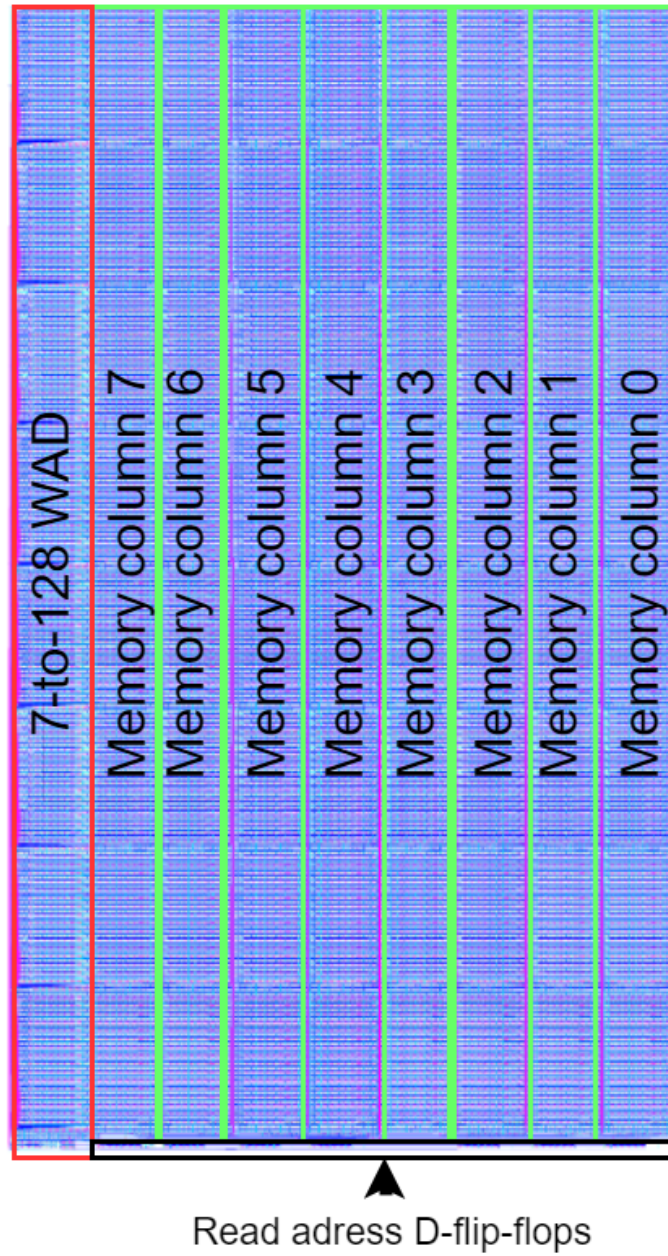 7-to-128 WAD
Memory column 7
Memory column 6
Memory column 5
Memory column 4
Memory column 3
Memory column 2
Memory column 1
Memory column 0
Read adress D-flip-flops